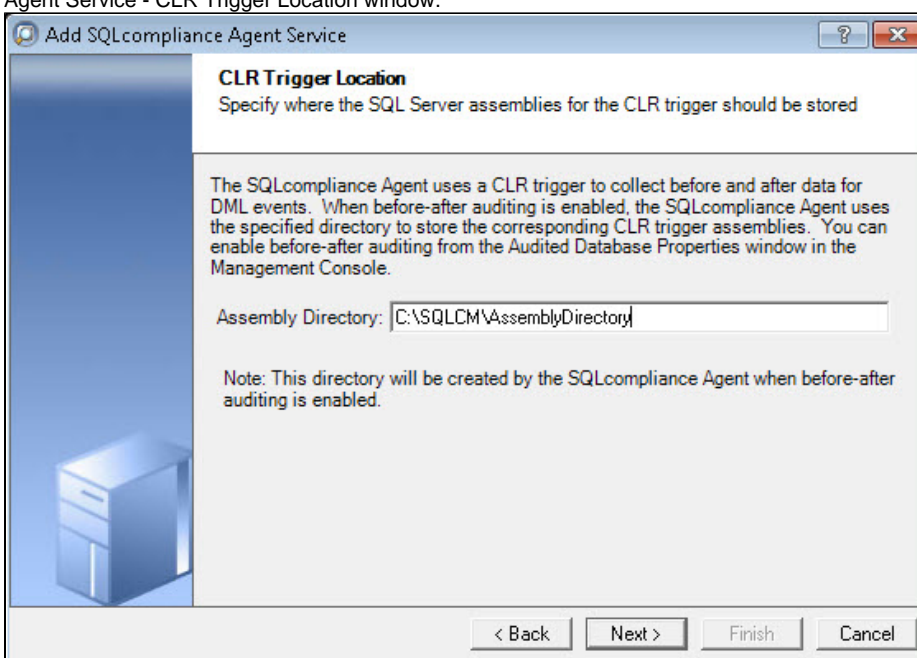 Agent Service - CLR Trigger Location window.
Add SQLcompliance Agent Service
CLR Trigger Location
Specify where the SQL Server assemblies for the CLR trigger should be stored
The SQLcompliance Agent uses a CLR trigger to collect before and after data for
DML events. When before-after auditing is enabled, the SQLcompliance Agent uses
the specified directory to store the corresponding CLR trigger assemblies. You can
enable before-after auditing from the Audited Database Properties window in the
Management Console.
Assembly Directory: C:\SQLCM\AssemblyDirectory
Note: This directory will be created by the SQLcompliance Agent when before-after
auditing is enabled.
< Back Next > Finish Cancel